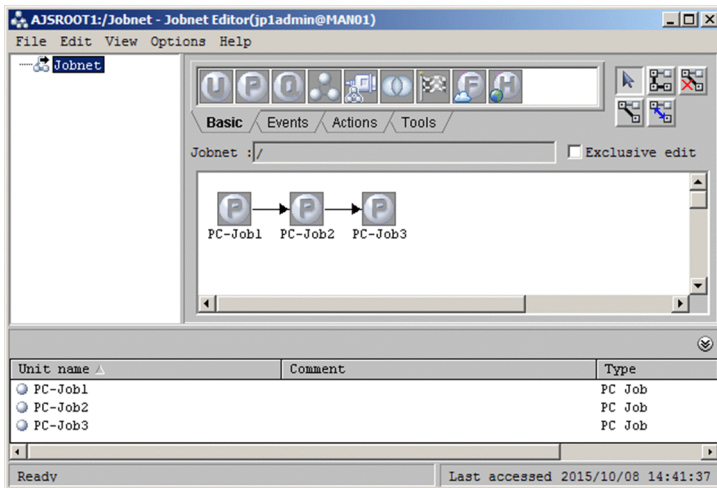 AJSROOT1:/Jobnet - Jobnet Editor(jp1admin@MAN01)
File Edit View Options Help
Jobnet
U P Q F H
Basic Events Actions Tools
Jobnet : /
Exclusive edit
P P P
PC-Job1 PC-Job2 PC-Job3
Unit name Comment Type
PC-Job1 PC Job
PC-Job2 PC Job
PC-Job3 PC Job
Ready Last accessed 2015/10/08 14:41:37